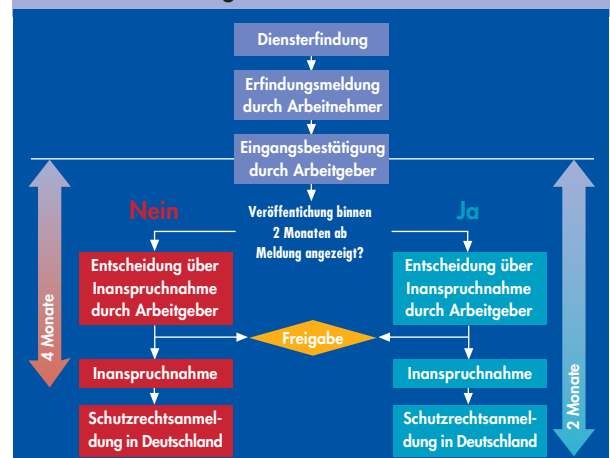 Diensterfindung
Erfindungsmeldung
durch Arbeitnehmer
Eingangsbestätigung
durch Arbeitgeber
Nein
Veröffentichung binnen
2 Monaten ab
Meldung angezeigt?
Ja
Entscheidung über
Inanspruchnahme
durch Arbeitgeber
Entscheidung über
Inanspruchnahme
durch Arbeitgeber
4 Monate
Freigabe
Inanspruchnahme
Inanspruchnahme
Schutzrechtsanmel-
dung in Deutschland
Schutzrechtsanmel-
dung in Deutschland
2 Monate